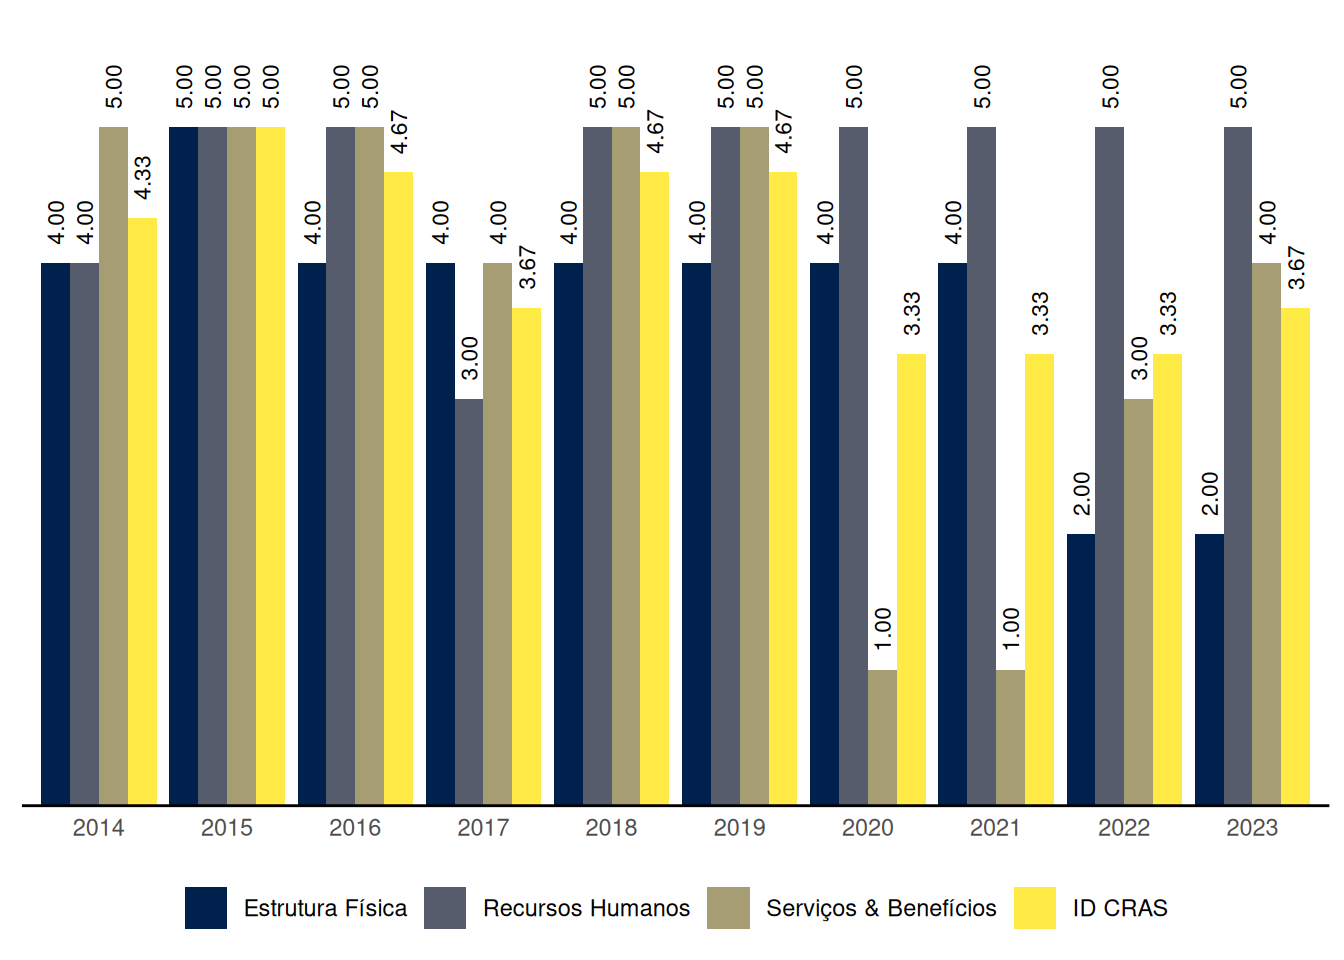 4.00 4.00 5.00 4.33
5.00 5.00 5.00 5.00
4.00 5.00 5.00 4.67
4.00 3.00 4.00 3.67
4.00 5.00 5.00 4.67
4.00 5.00 5.00 4.67
4.00 5.00 1.00 3.33
4.00 5.00 1.00 3.33
2.00 5.00 3.00 3.33
2.00 5.00 4.00 3.67
2014 2015 2016 2017 2018 2019 2020 2021 2022 2023
Estrutura Física Recursos Humanos Serviços & Benefícios ID CRAS